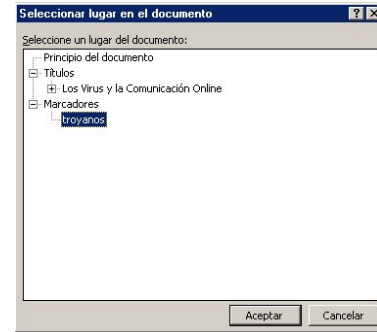 Seleccionar lugar en el documento
Seleccione un lugar del documento:
Principio del documento
Títulos
Los Virus y la Comunicación Online
Marcadores
troyanos
Aceptar
Cancelar